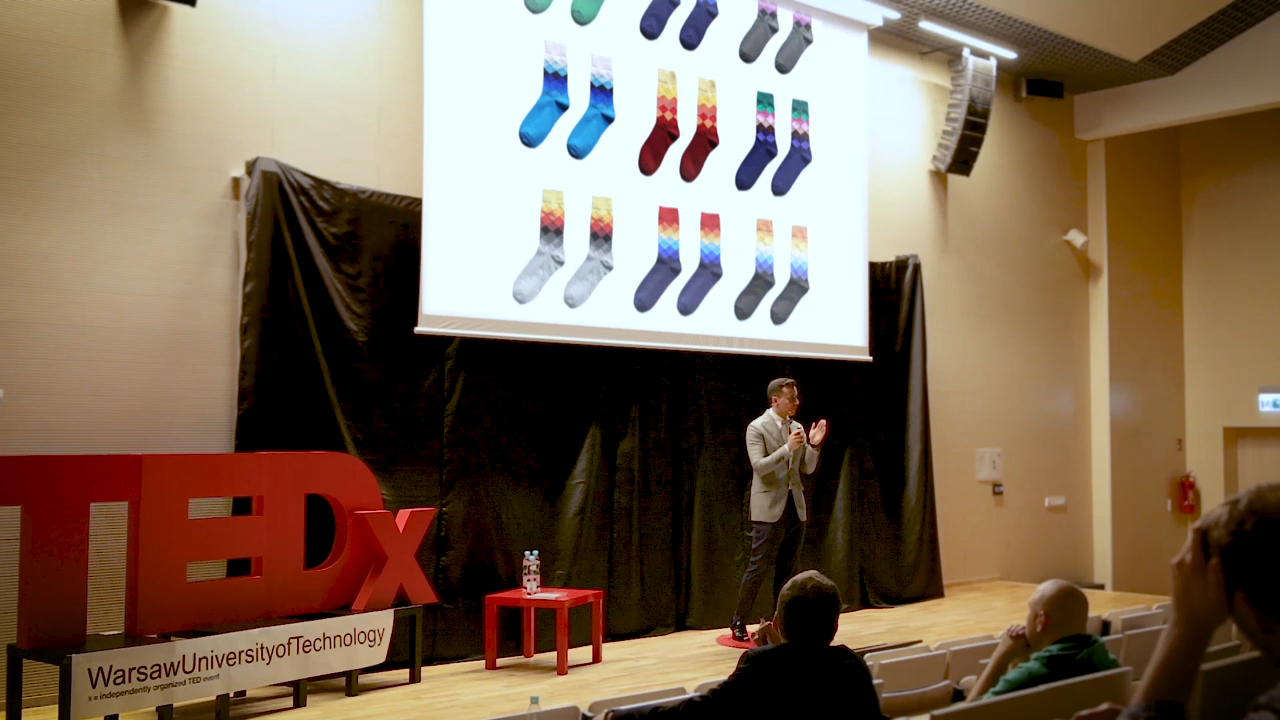 TEDx
WarsawUniversityofTechnology
x = independently organized TED event